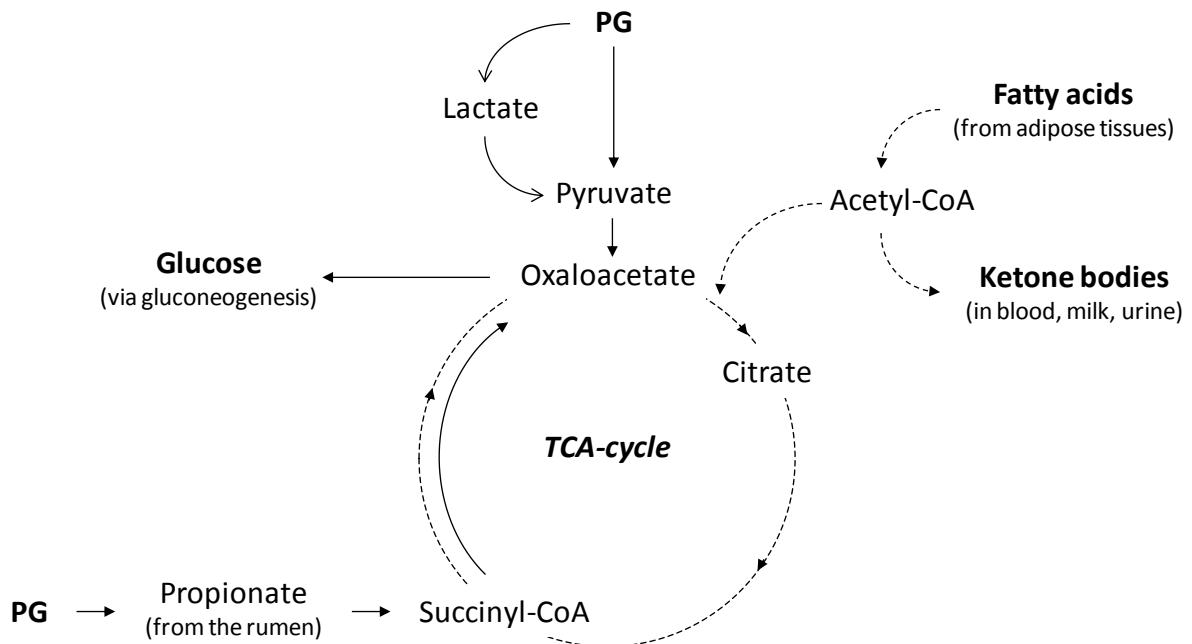 PG
Lactate
Fatty acids
(from adipose tissues)
Pyruvate
Acetyl-CoA
Glucose
(via gluconeogenesis)
Oxaloacetate
Ketone bodies
(in blood, milk, urine)
Citrate
TCA-cycle
PG
Propionate
(from the rumen)
Succinyl-CoA